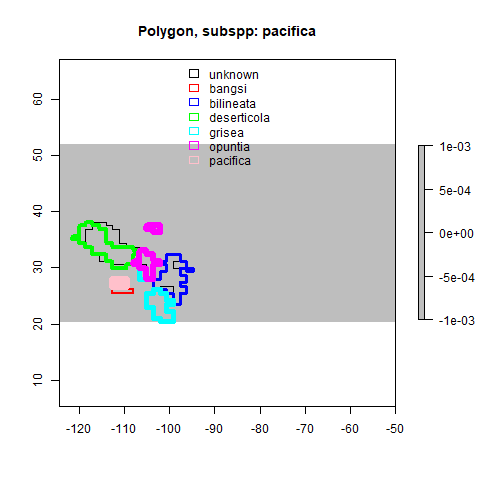 Polygon, subspp: pacifica
unknown
bangsi
bilineata
deserticola
grisea
opuntia
pacifica
60
50
40
30
20
10
-120
-110
-100
-90
-80
-70
-60
-50
1e-03
5e-04
0e+00
-5e-04
-1e-03